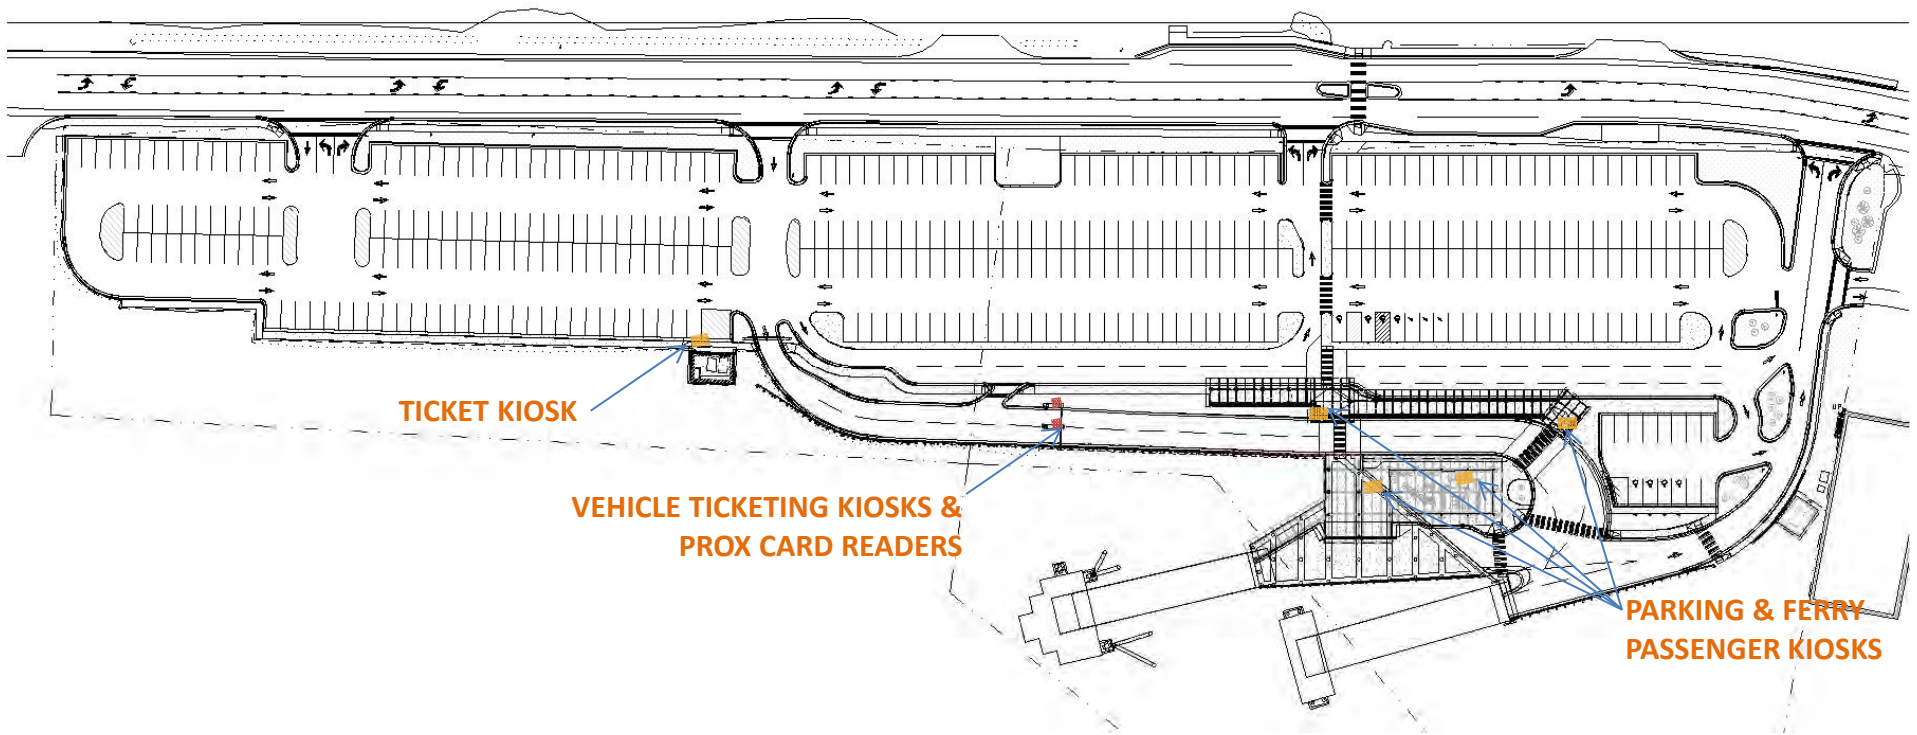 TICKET KIOSK
VEHICLE TICKETING KIOSKS &
PROX CARD READERS
PARKING & FERRY
PASSENGER KIOSKS